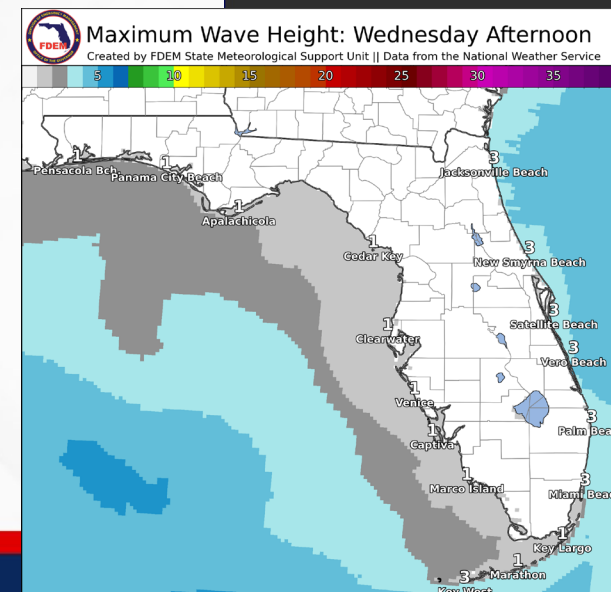 Maximum Wave Height: Wednesday Afternoon
FDEM
Created by FDEM State Meteorological Support Unit || Data from the National Weather Service
5 10 15 20 25 30 35
3
Jacksonville Beach
1
Pensacola Bch.
1
Panama City Beach
1
Apalachicola
1
Cedar Key
3
New Smyrna Beach
3
Satellite Beach
1
Clearwater
3
Vero Beach
1
Venice
3
Palm Bea
1
Captiva
1
Marco Island
3
Miami Beac
1
Key Largo
1
Marathon
3
Key West